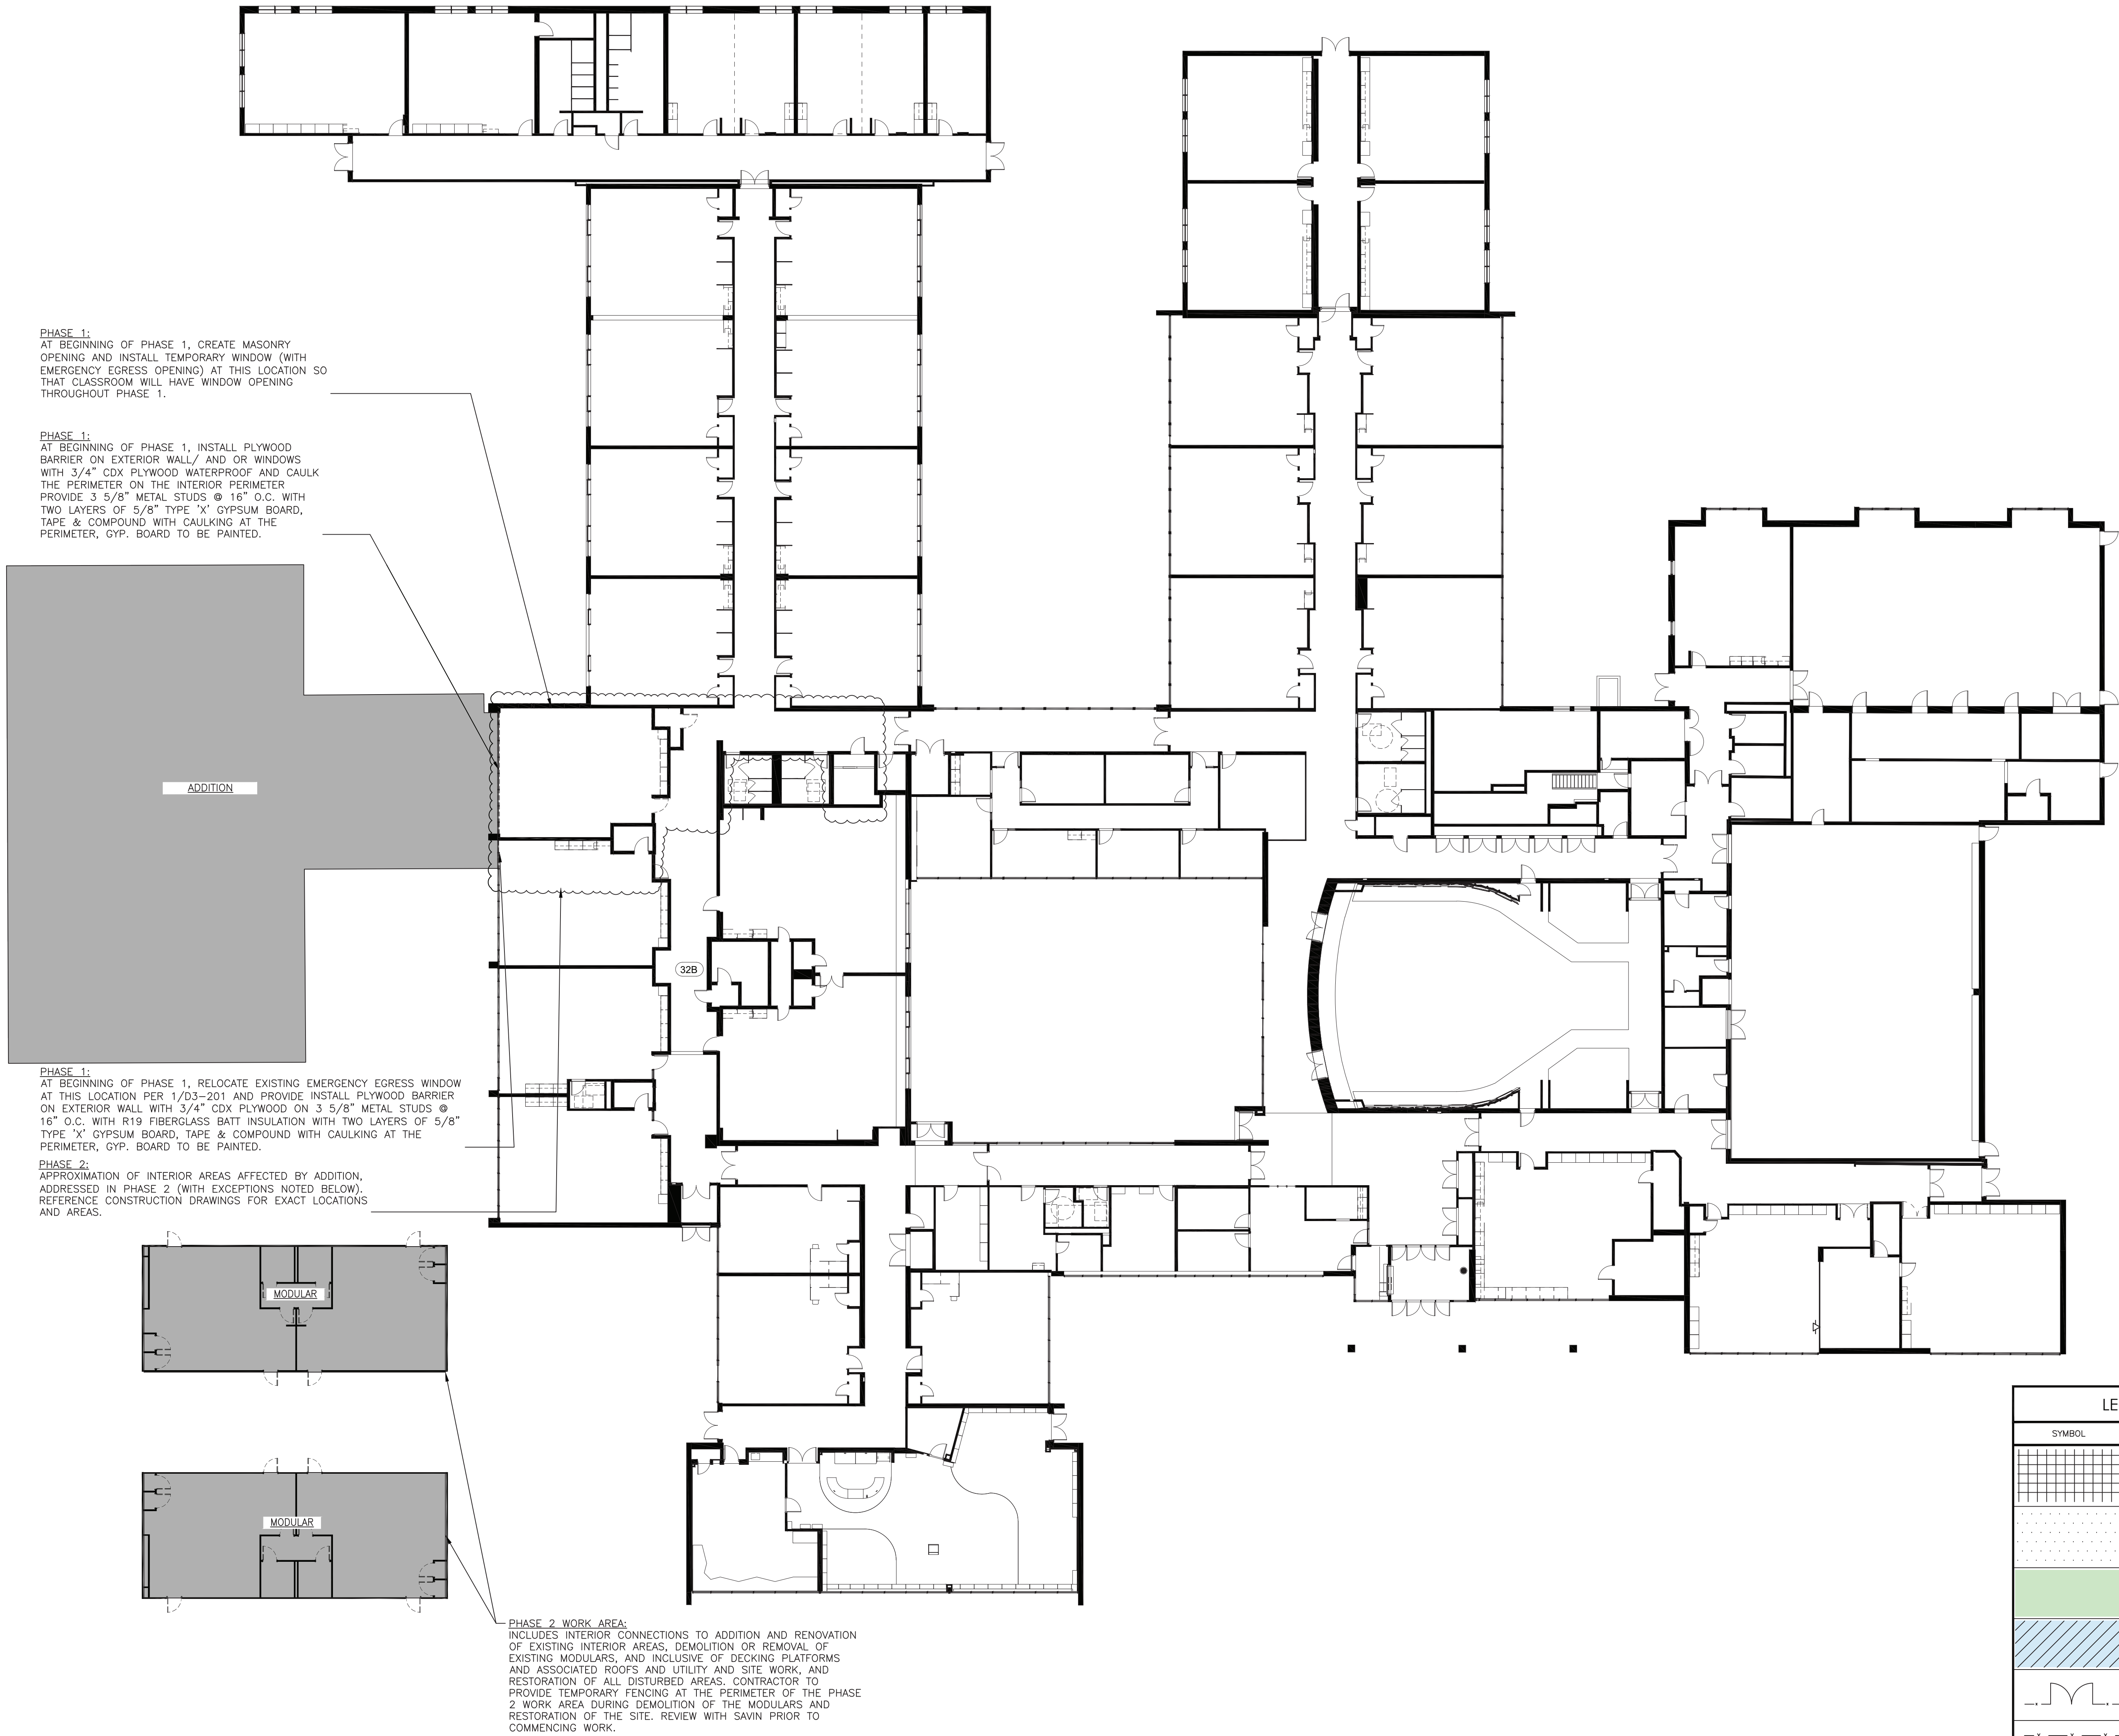 PHASE 1:
AT BEGINNING OF PHASE 1, CREATE MASONRY
OPENING AND INSTALL TEMPORARY WINDOW (WITH
EMERGENCY EGRESS OPENING) AT THIS LOCATION SO
THAT CLASSROOM WILL HAVE WINDOW OPENING
THROUGHOUT PHASE 1.
PHASE 1:
AT BEGINNING OF PHASE 1, INSTALL PLYWOOD
BARRIER ON EXTERIOR WALL/ AND OR WINDOWS
WITH 3/4" CDX PLYWOOD WATERPROOF AND CAULK
THE PERIMETER ON THE INTERIOR PERIMETER
PROVIDE 3 5/8" METAL STUDS @ 16" O.C. WITH
TWO LAYERS OF 5/8" TYPE 'X' GYPSUM BOARD,
TAPE & COMPOUND WITH CAULKING AT THE
PERIMETER, GYP. BOARD TO BE PAINTED.
ADDITION
32B
PHASE 1:
AT BEGINNING OF PHASE 1, RELOCATE EXISTING EMERGENCY EGRESS WINDOW
AT THIS LOCATION PER 1/D3-201 AND PROVIDE INSTALL PLYWOOD BARRIER
ON EXTERIOR WALL WITH 3/4" CDX PLYWOOD ON 3 5/8" METAL STUDS @
16" O.C. WITH R19 FIBERGLASS BATT INSULATION WITH TWO LAYERS OF 5/8"
TYPE 'X' GYPSUM BOARD, TAPE & COMPOUND WITH CAULKING AT THE
PERIMETER, GYP. BOARD TO BE PAINTED.
PHASE 2:
APPROXIMATION OF INTERIOR AREAS AFFECTED BY ADDITION,
ADDRESSED IN PHASE 2 (WITH EXCEPTIONS NOTED BELOW).
REFERENCE CONSTRUCTION DRAWINGS FOR EXACT LOCATIONS
AND AREAS.
MODULAR
MODULAR
PHASE 2 WORK AREA:
INCLUDES INTERIOR CONNECTIONS TO ADDITION AND RENOVATION
OF EXISTING INTERIOR AREAS, DEMOLITION OR REMOVAL OF
EXISTING MODULARS, AND INCLUSIVE OF DECKING PLATFORMS
AND ASSOCIATED ROOFS AND UTILITY AND SITE WORK, AND
RESTORATION OF ALL DISTURBED AREAS. CONTRACTOR TO
PROVIDE TEMPORARY FENCING AT THE PERIMETER OF THE PHASE
2 WORK AREA DURING DEMOLITION OF THE MODULARS AND
RESTORATION OF THE SITE. REVIEW WITH SAVIN PRIOR TO
COMMENCING WORK.
LE
SYMBOL